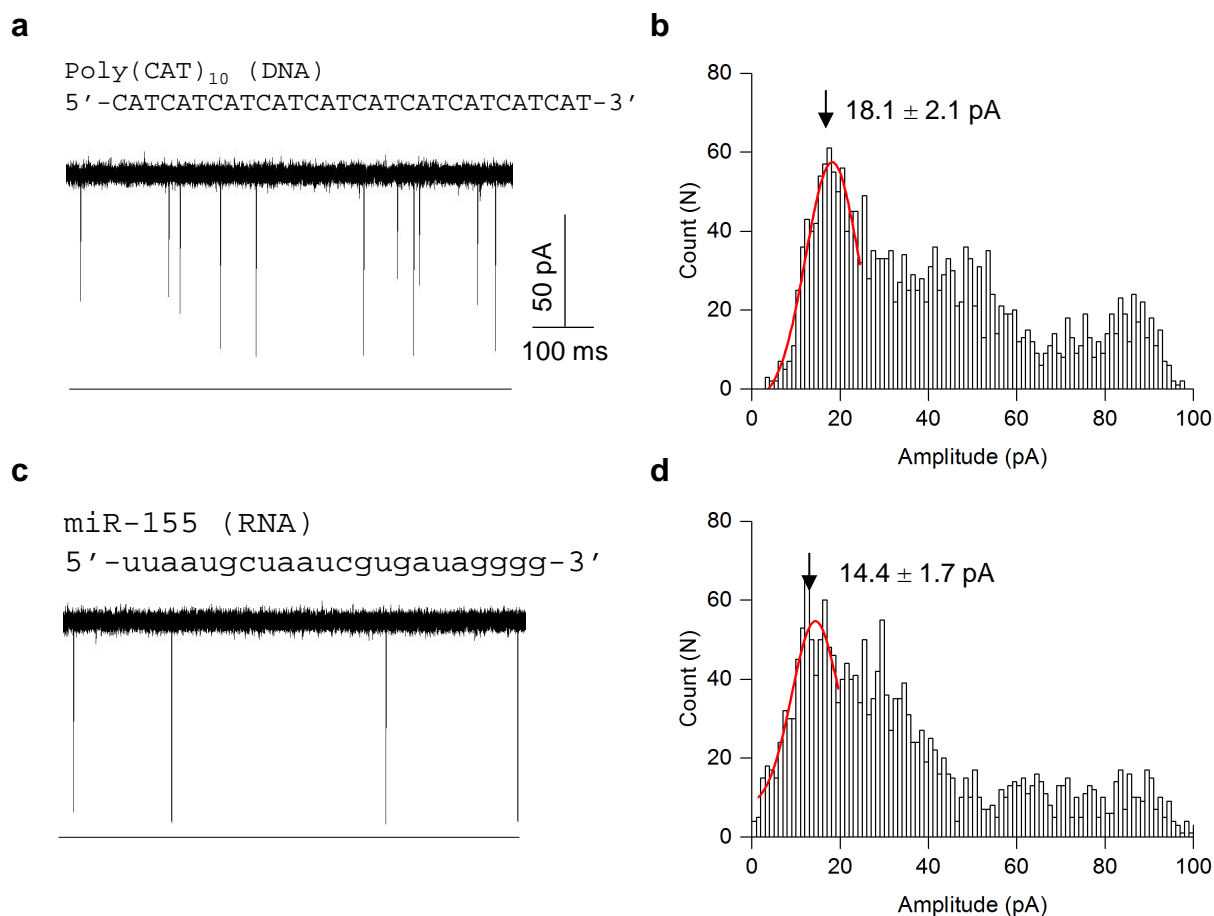 a
Poly(CAT)10 (DNA)
5’-CATCATCATCATCATCATCATCATCATCAT-3’
50 pA
100 ms
b
80
60
40
20
0
Count (N)
18.1 ± 2.1 pA
0 20 40 60 80 100
Amplitude (pA)
c
miR-155 (RNA)
5’-uuaaugcuaaucgugauagggg-3’
d
80
60
40
20
0
Count (N)
14.4 ± 1.7 pA
0 20 40 60 80 100
Amplitude (pA)